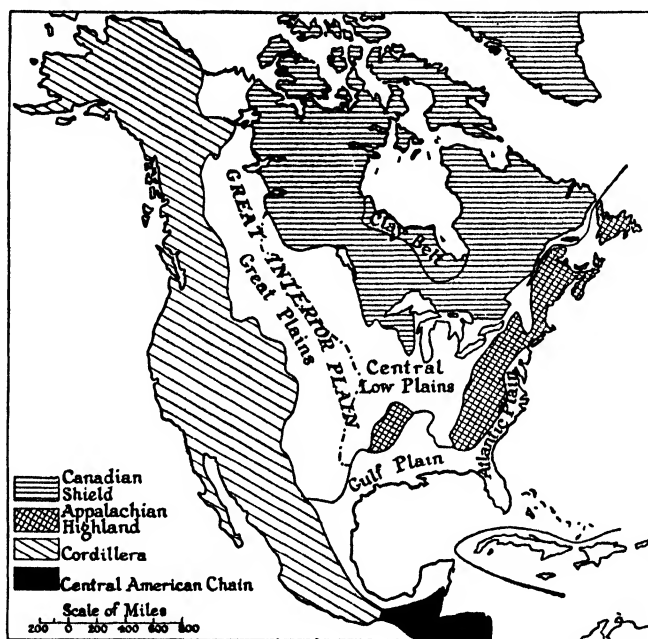 Clay Belt
GREAT INTERIOR PLAIN
Great Plains
Central
Low Plains
Atlantic Plain
Gulf Plain
Canadian
Shield
Appalachian
Highland
Cordillera
Central American Chain
Scale of Miles
200 0 200 400 600 800